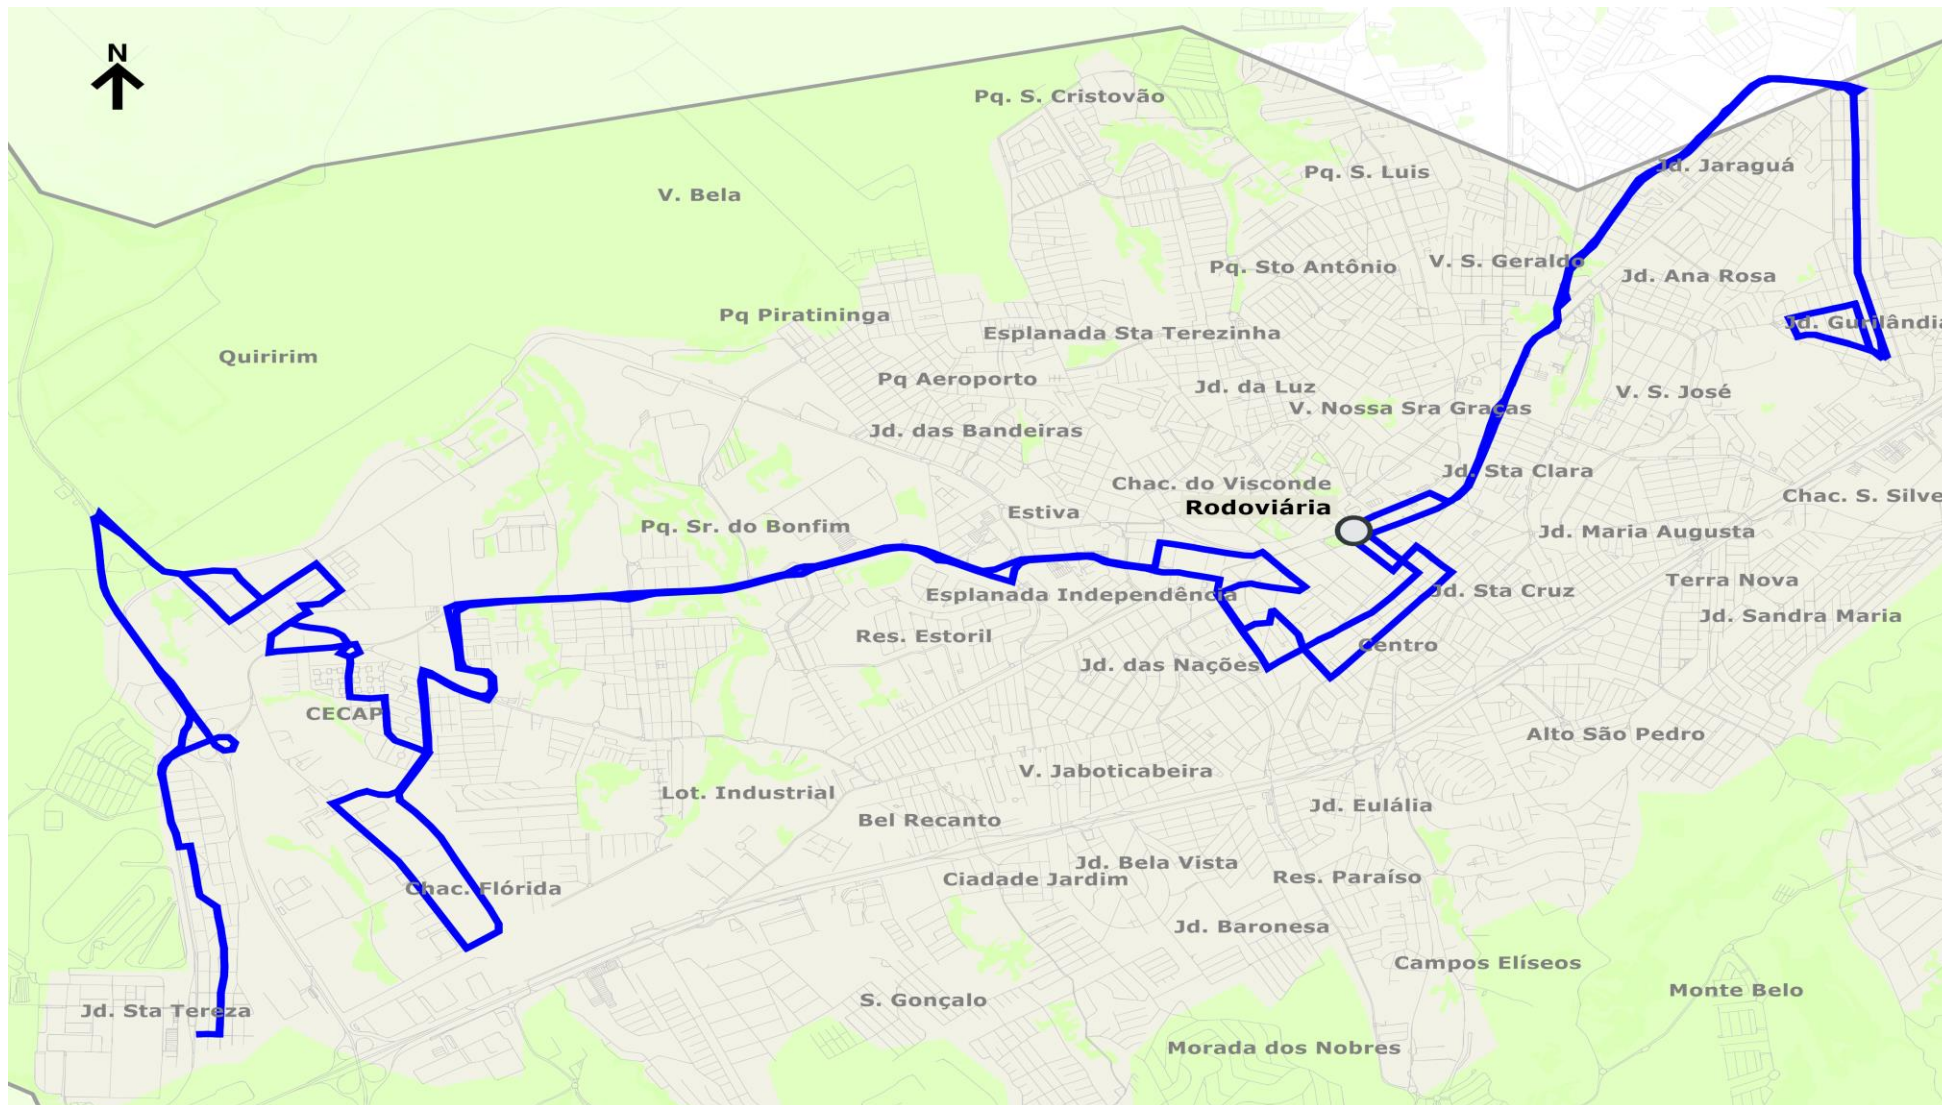 N
Pq. S. Cristovão
Jd. Jaraguá
Pq. S. Luis
V. Bela
V. S. Geraldo
Pq. Sto Antônio
Jd. Ana Rosa
Pq Piratininga
Jd. Gurilândia
Esplanada Sta Terezinha
Quiririm
Pq Aeroporto
Jd. da Luz
V. S. José
V. Nossa Sra Graças
Jd. das Bandeiras
Jd. Sta Clara
Chac. do Visconde
Chac. S. Silve
Rodoviária
Estiva
Pq. Sr. do Bonfim
Jd. Maria Augusta
Terra Nova
Esplanada Independência
Jd. Sta Cruz
Jd. Sandra Maria
Res. Estoril
Centro
Jd. das Nações
CECAP
Alto São Pedro
V. Jaboticabeira
Lot. Industrial
Jd. Eulália
Bel Recanto
Jd. Bela Vista
Ciadade Jardim
Res. Paraíso
Chac. Flórida
Jd. Baronesa
Campos Elíseos
Monte Belo
S. Gonçalo
Jd. Sta Tereza
Morada dos Nobres